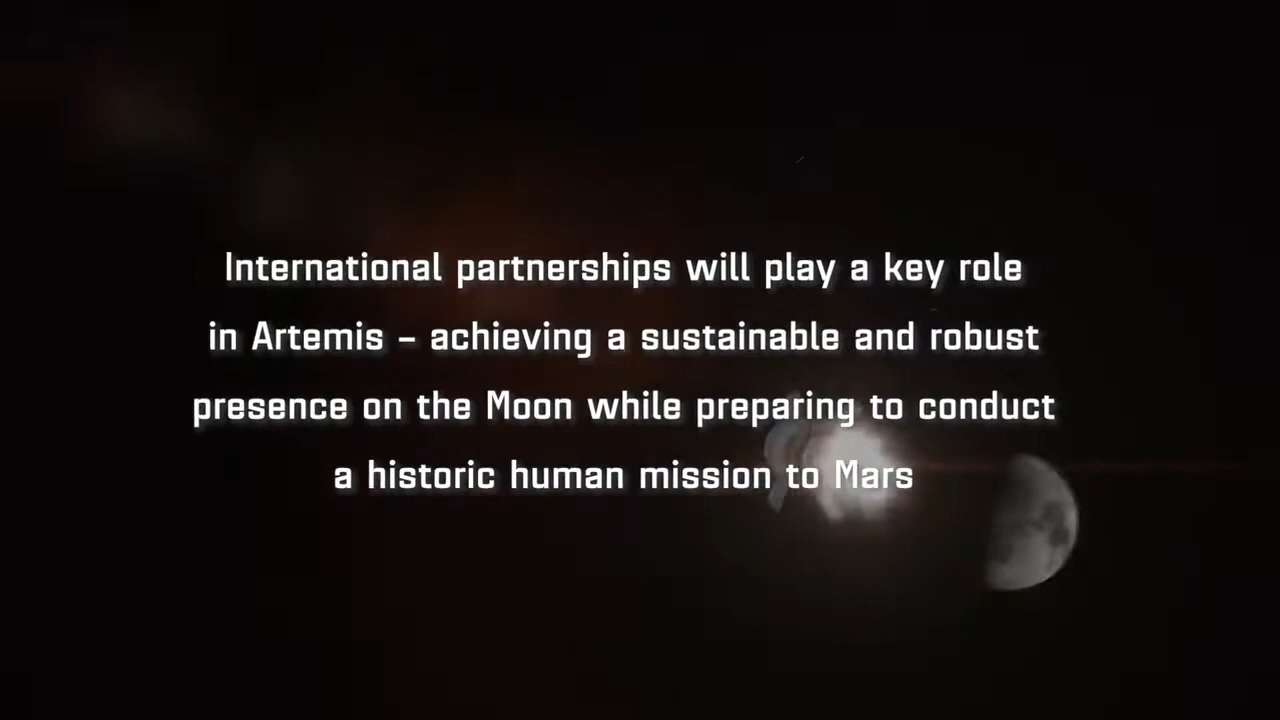 International partnerships will play a key role
in Artemis – achieving a sustainable and robust
presence on the Moon while preparing to conduct
a historic human mission to Mars